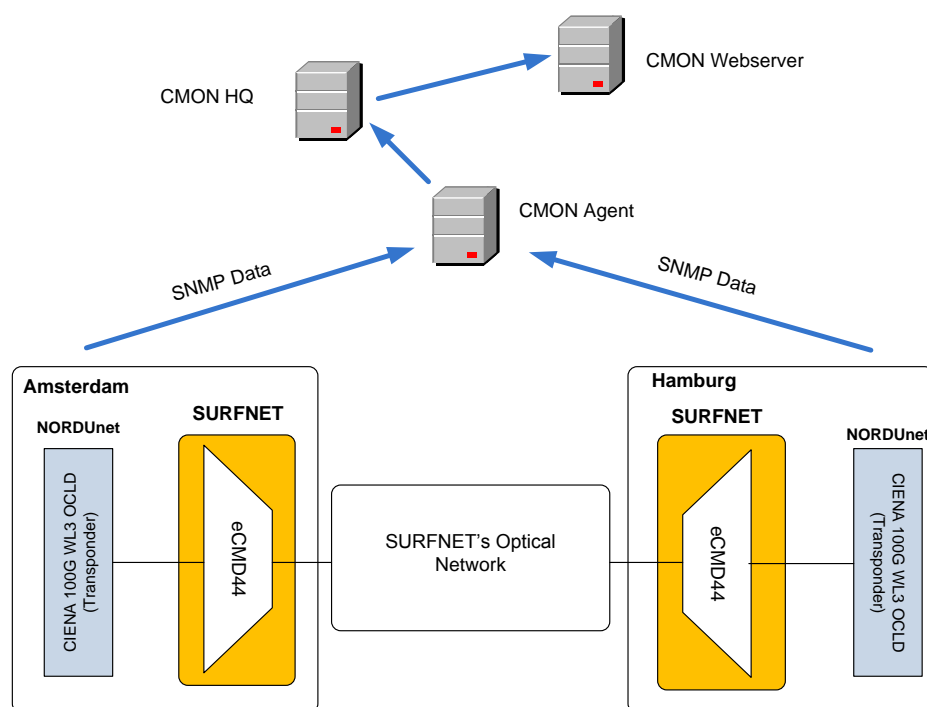 CMON Webserver
CMON HQ
CMON Agent
SNMP Data
SNMP Data
Amsterdam
NORDUnet
SURFNET
CIENA 100G WL3 OCLD
(Transponder)
eCMD44
SURFNET's Optical
Network
Hamburg
SURFNET
NORDUnet
eCMD44
CIENA 100G WL3 OCLD
(Transponder)